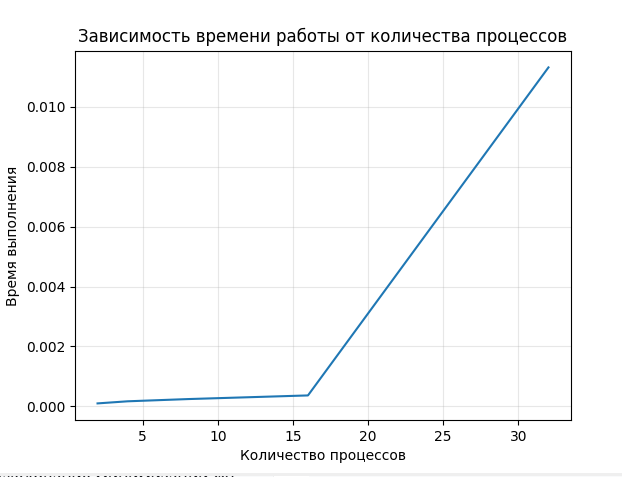 Зависимость времени работы от количества процессов
0.010
0.008
0.006
0.004
0.002
0.000
Время выполнения
5 10 15 20 25 30
Количество процессов